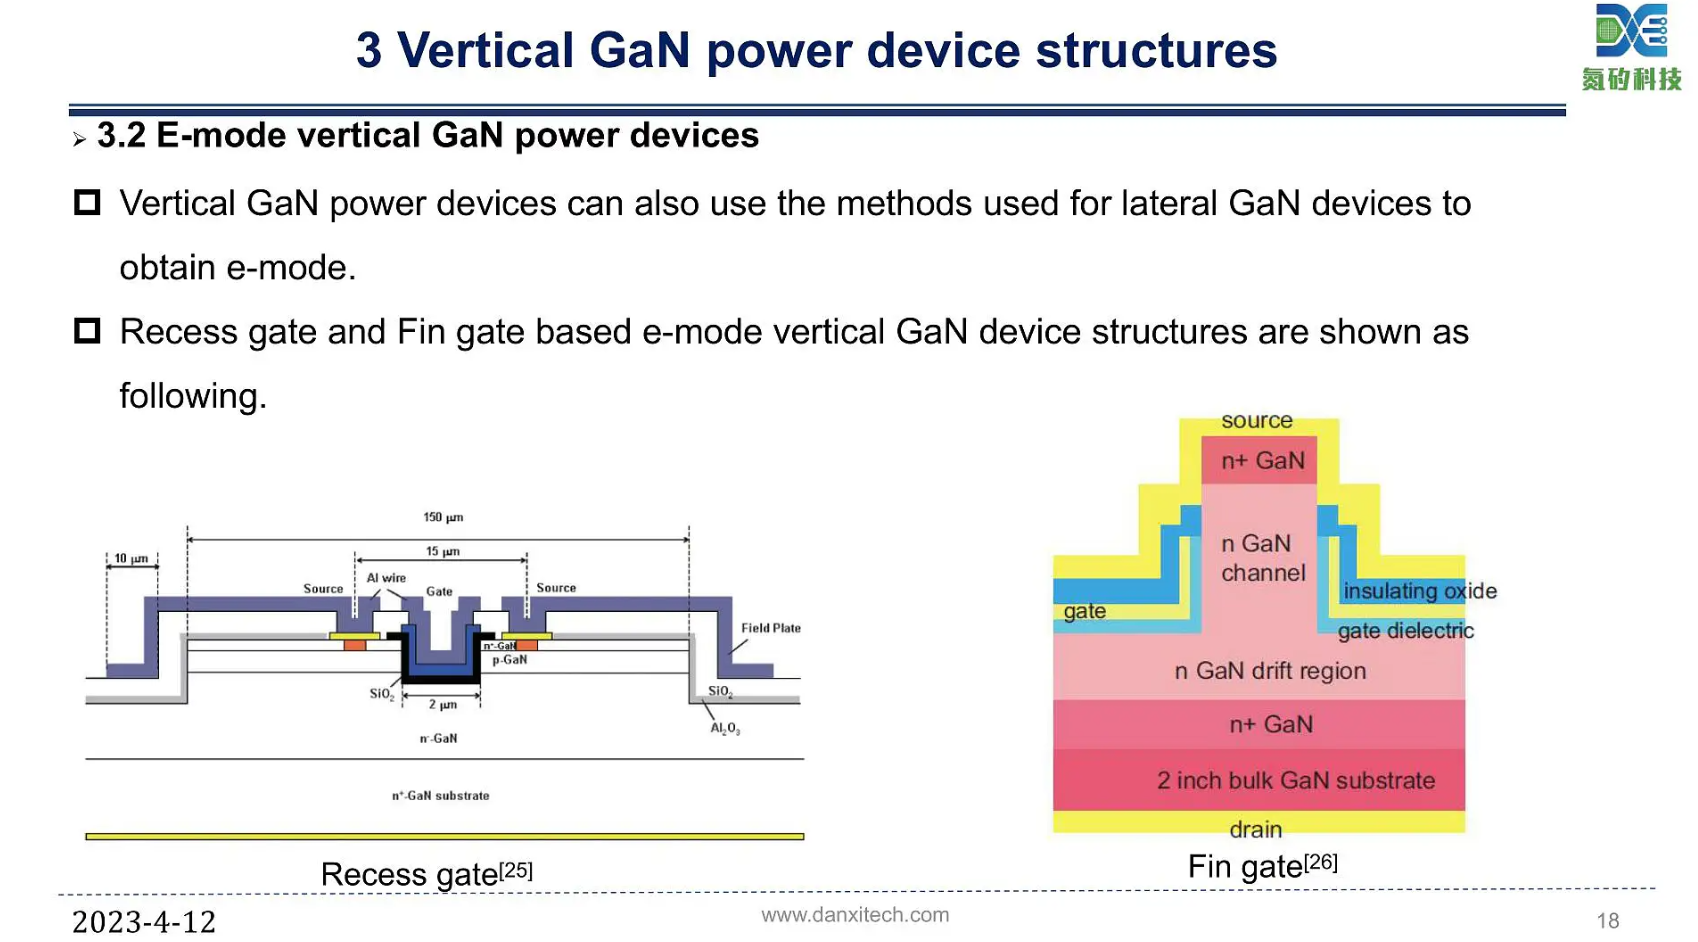 3 Vertical GaN power device structures
氮矽科技
3.2 E-mode vertical GaN power devices
Vertical GaN power devices can also use the methods used for lateral GaN devices to
obtain e-mode.
Recess gate and Fin gate based e-mode vertical GaN device structures are shown as
following.
150 µm
10 µm
15 µm
Source
Al wire
Gate
Source
Field Plate
n⁺-GaN
p-GaN
SiO₂
2 µm
SiO₂
Al₂O₃
n⁻-GaN
n⁺-GaN substrate
Recess gate[25]
source
n+ GaN
n GaN
channel
insulating oxide
gate
gate dielectric
n GaN drift region
n+ GaN
2 inch bulk GaN substrate
drain
Fin gate[26]
2023-4-12
www.danxitech.com
18